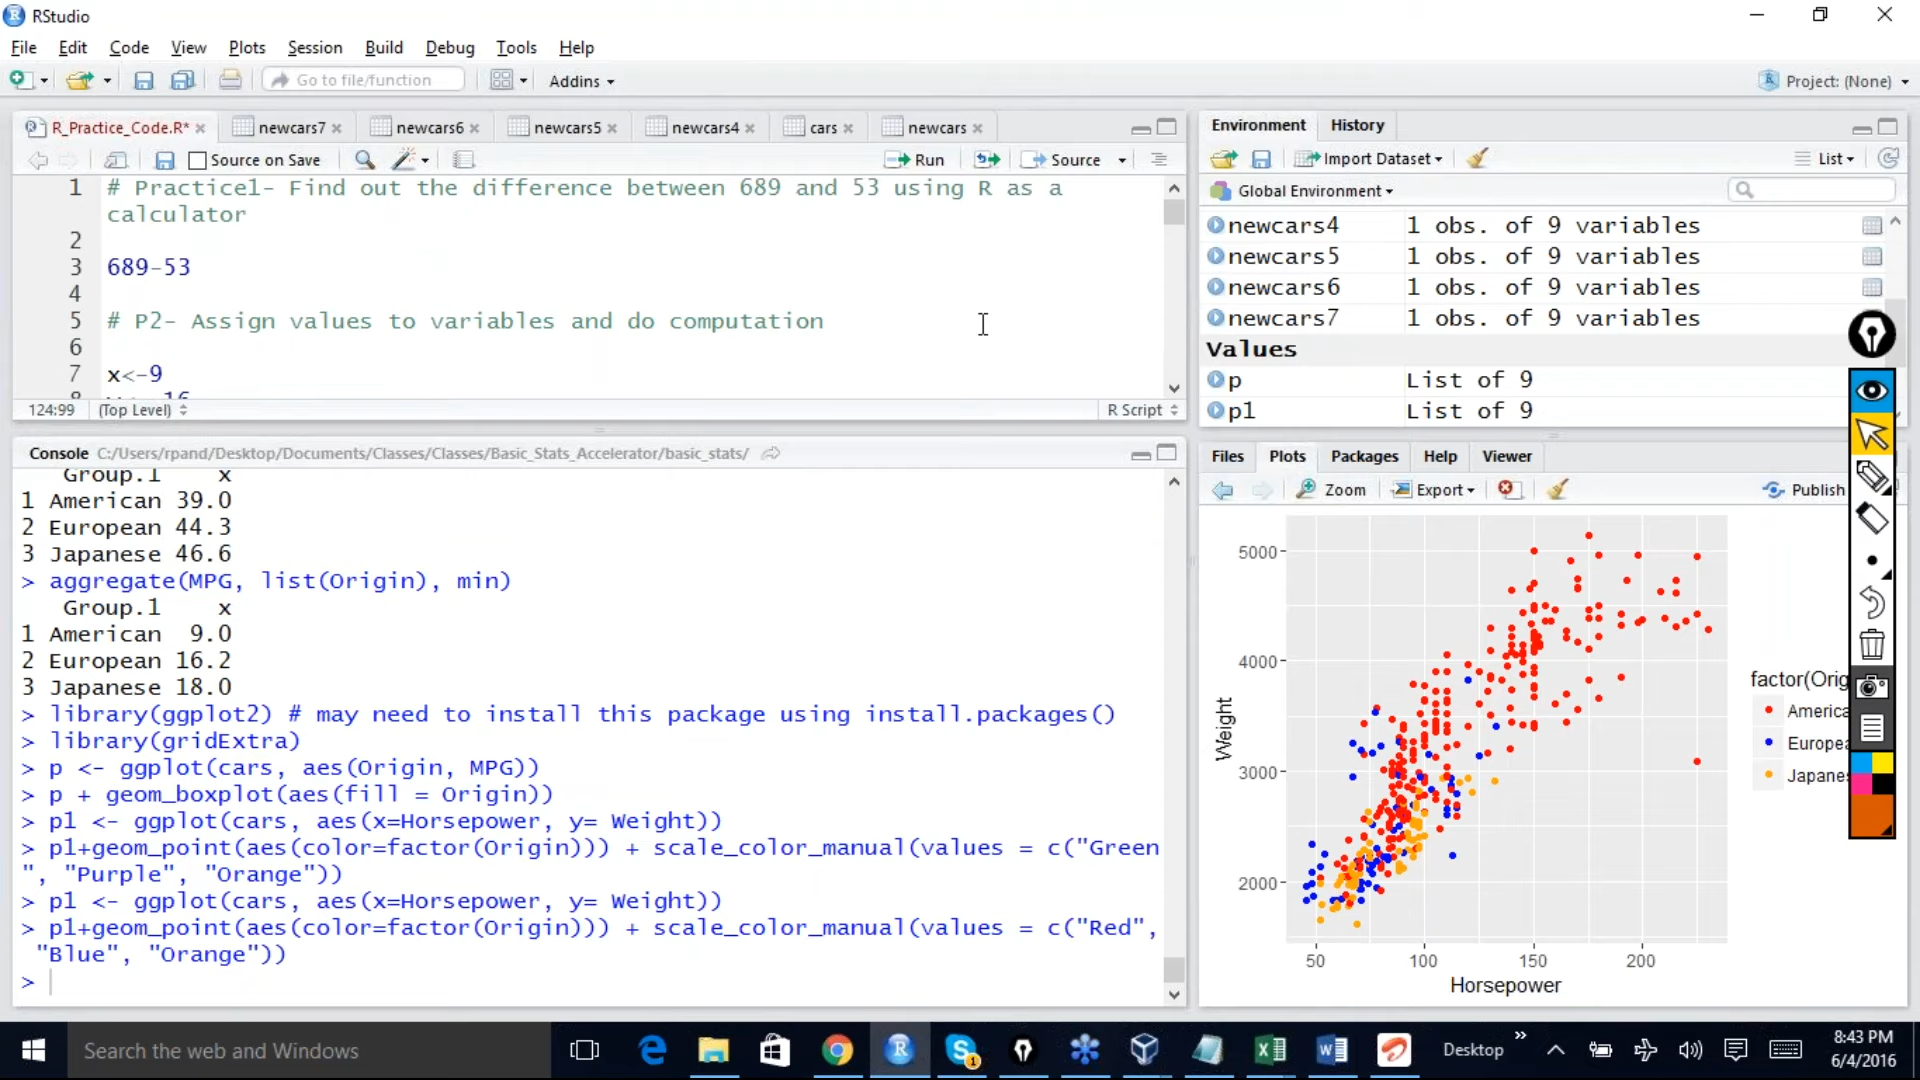 RStudio
File Edit Code View Plots Session Build Debug Tools Help
Go to file/function Addins Project: (None)
R_Practice_Code.R* newcars7 newcars6 newcars5 newcars4 cars newcars
Source on Save Run Source
1 # Practice1- Find out the difference between 689 and 53 using R as a
calculator
2
3 689-53
4
5 # P2- Assign values to variables and do computation
6
7 x<-9
124:99 (Top Level) R Script
Console C:/Users/rpand/Desktop/Documents/Classes/Classes/Basic_Stats_Accelerator/basic_stats/
Group.1 x
1 American 39.0
2 European 44.3
3 Japanese 46.6
> aggregate(MPG, list(Origin), min)
Group.1 x
1 American 9.0
2 European 16.2
3 Japanese 18.0
> library(ggplot2) # may need to install this package using install.packages()
> library(gridExtra)
> p <- ggplot(cars, aes(Origin, MPG))
> p + geom_boxplot(aes(fill = Origin))
> p1 <- ggplot(cars, aes(x=Horsepower, y= Weight))
> p1+geom_point(aes(color=factor(Origin))) + scale_color_manual(values = c("Green
", "Purple", "Orange"))
> p1 <- ggplot(cars, aes(x=Horsepower, y= Weight))
> p1+geom_point(aes(color=factor(Origin))) + scale_color_manual(values = c("Red",
"Blue", "Orange"))
>
Environment History
Import Dataset List
Global Environment
newcars4 1 obs. of 9 variables
newcars5 1 obs. of 9 variables
newcars6 1 obs. of 9 variables
newcars7 1 obs. of 9 variables
Values
p List of 9
p1 List of 9
Files Plots Packages Help Viewer
Zoom Export Publish
5000
4000
3000
2000
Weight
50 100 150 200
Horsepower
factor(Orig
America
Europea
Japanes
Search the web and Windows
Desktop
8:43 PM
6/4/2016